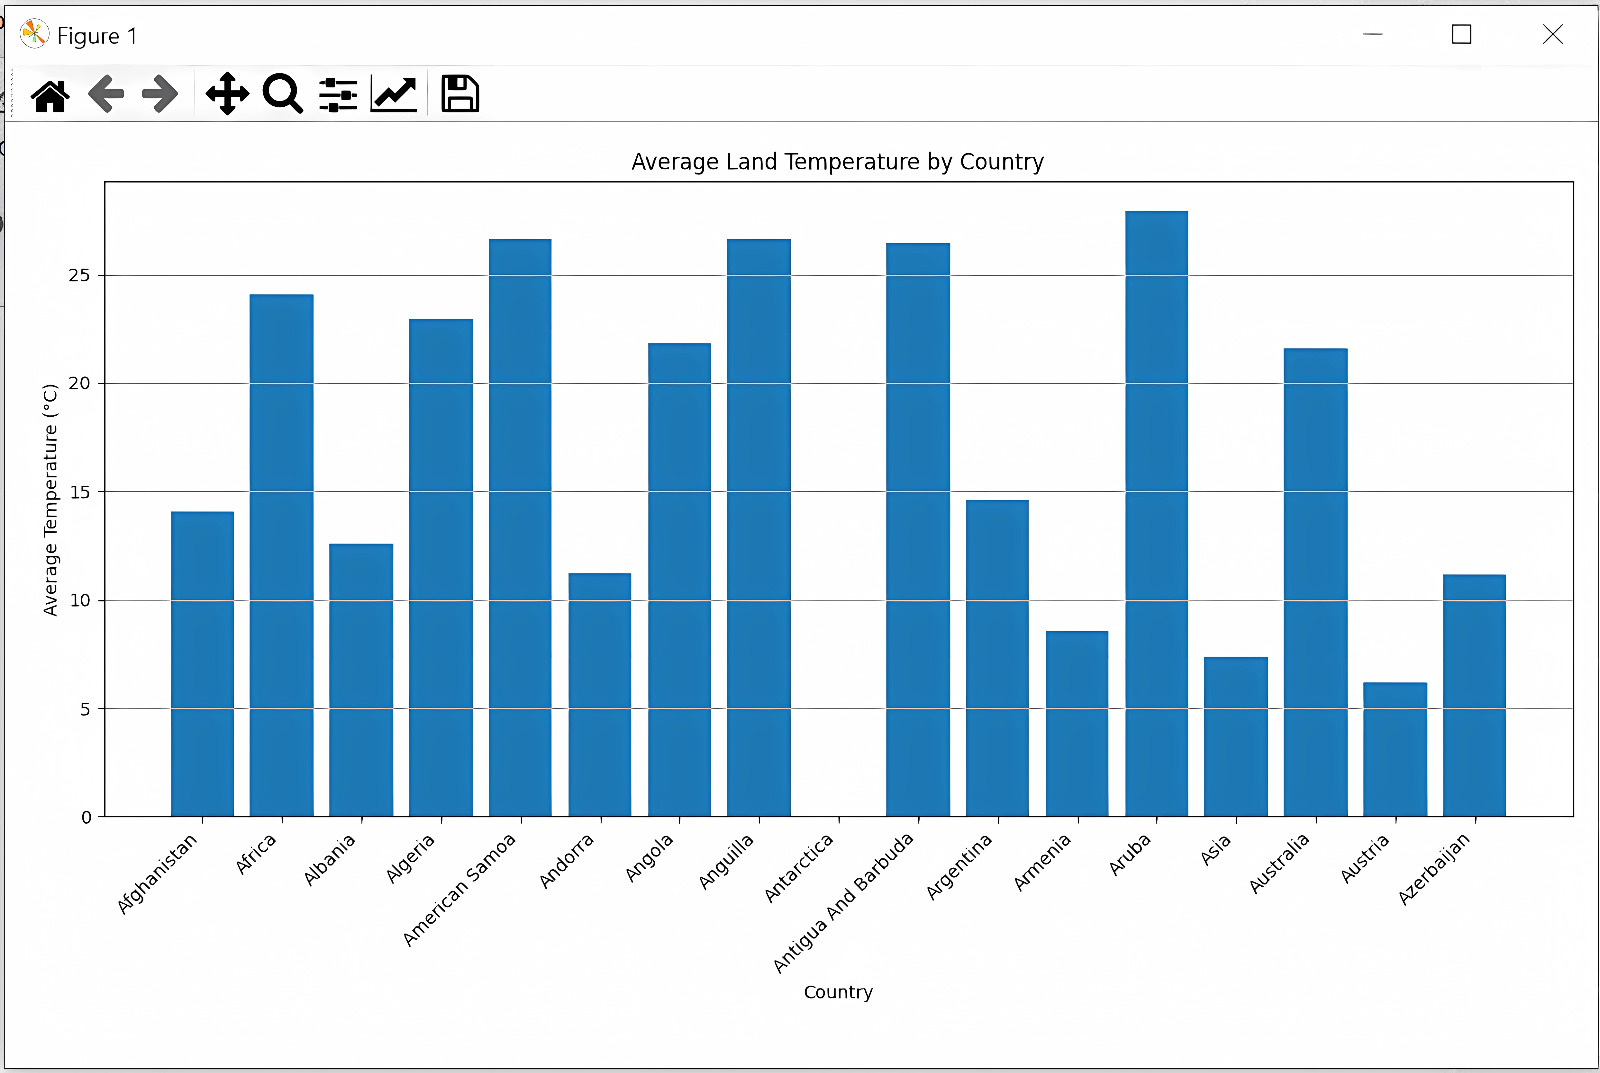 Figure 1
Average Land Temperature by Country
25
20
15
10
5
0
Average Temperature (°C)
Afghanistan
Africa
Albania
Algeria
American Samoa
Andorra
Angola
Anguilla
Antarctica
Antigua And Barbuda
Argentina
Armenia
Aruba
Asia
Australia
Austria
Azerbaijan
Country